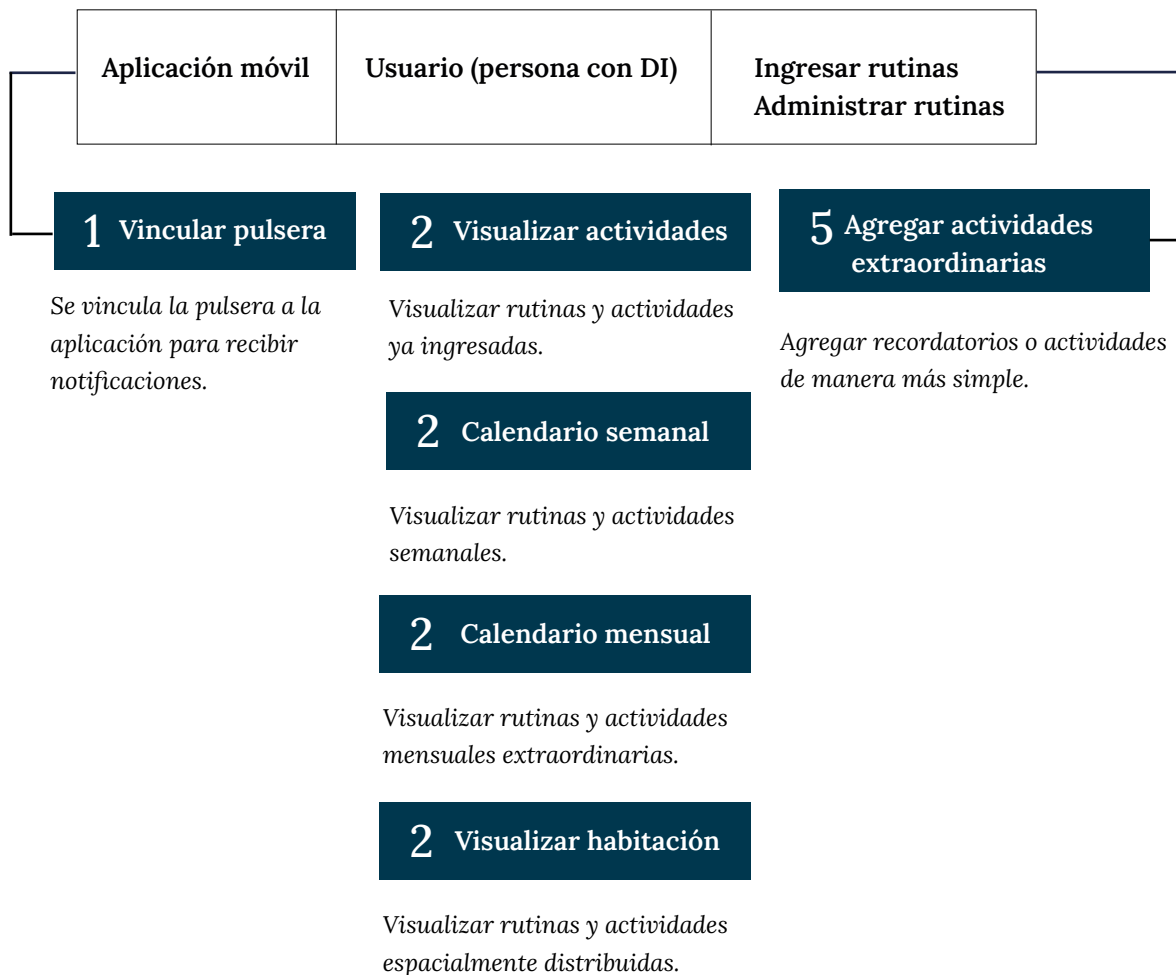 Aplicación móvil
Usuario (persona con DI)
Ingresar rutinas
Administrar rutinas
1 Vincular pulsera
Se vincula la pulsera a la
aplicación para recibir
notificaciones.
2 Visualizar actividades
Visualizar rutinas y actividades
ya ingresadas.
2 Calendario semanal
Visualizar rutinas y actividades
semanales.
2 Calendario mensual
Visualizar rutinas y actividades
mensuales extraordinarias.
2 Visualizar habitación
Visualizar rutinas y actividades
espacialmente distribuidas.
5 Agregar actividades
extraordinarias
Agregar recordatorios o actividades
de manera más simple.